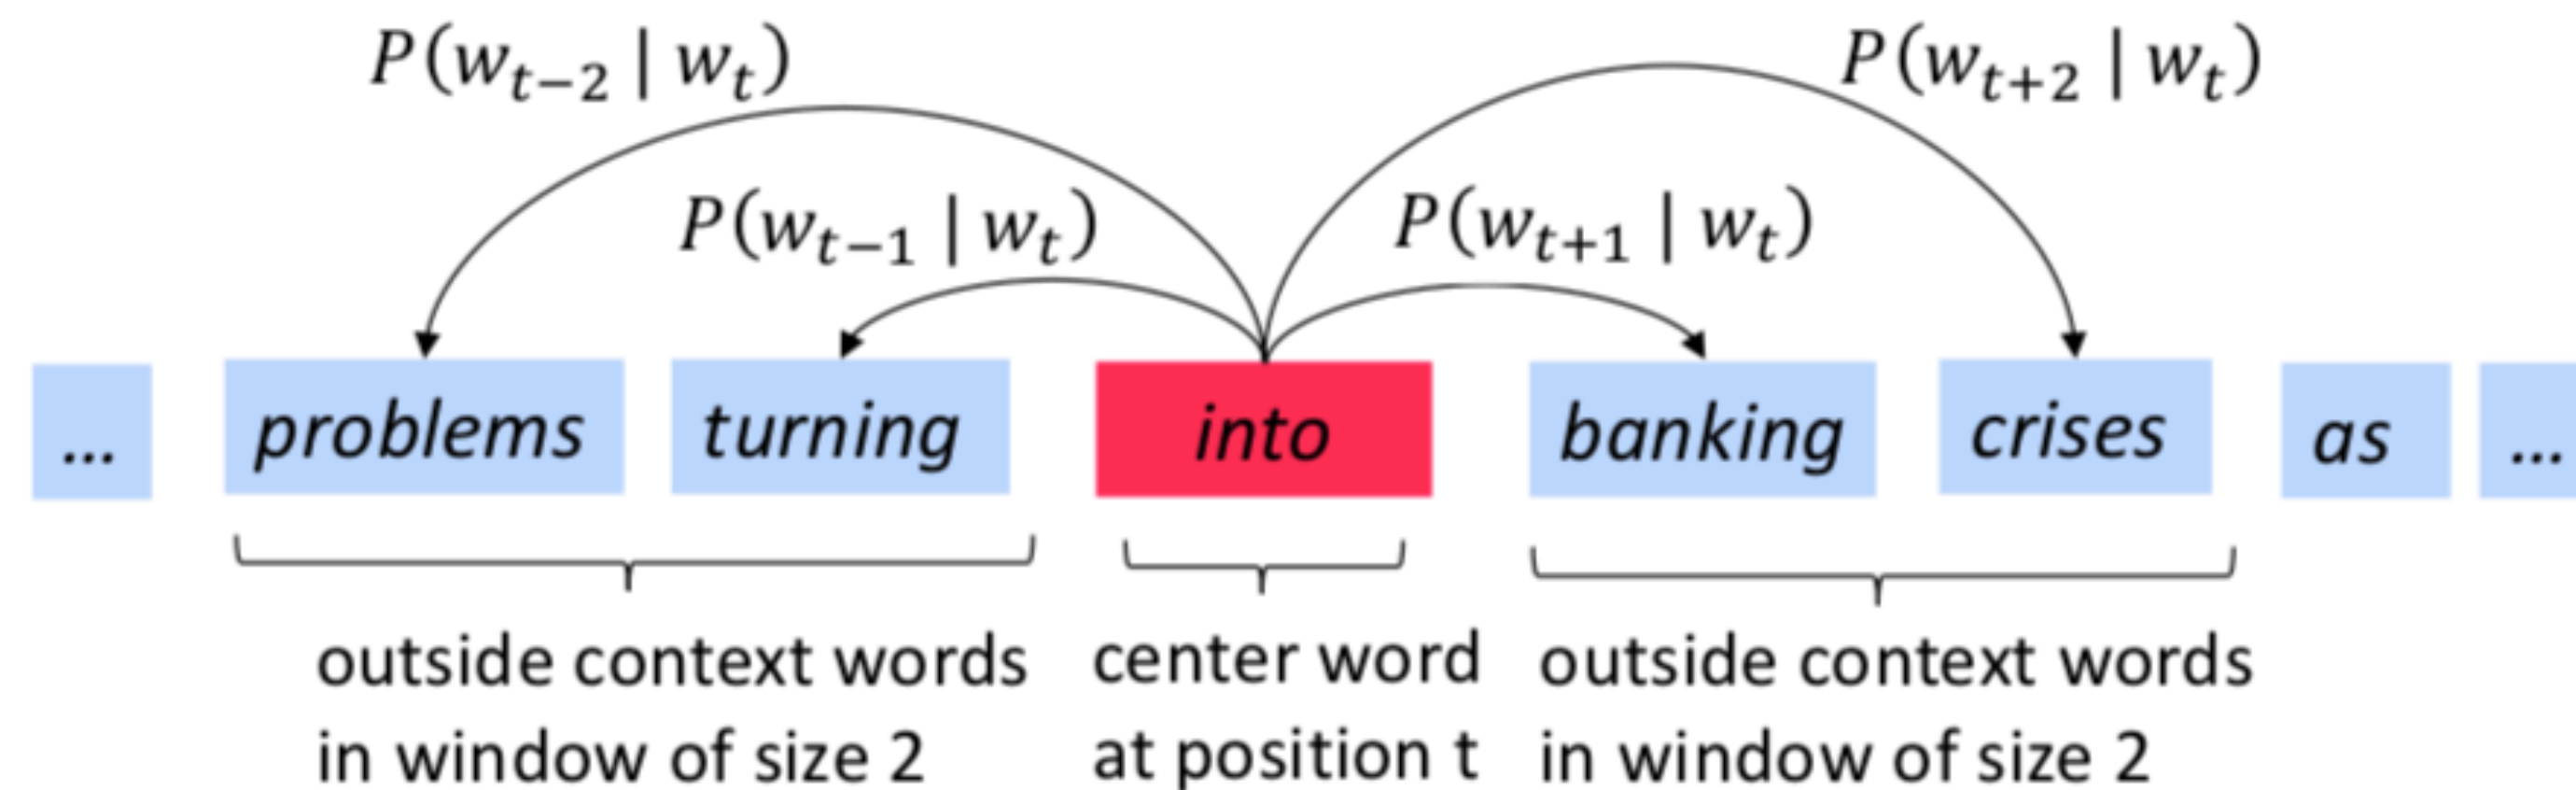 P(w_{t−2} | w_t)
P(w_{t+2} | w_t)
P(w_{t−1} | w_t)
P(w_{t+1} | w_t)
... problems turning into banking crises as ...
outside context words
in window of size 2
center word
at position t
outside context words
in window of size 2